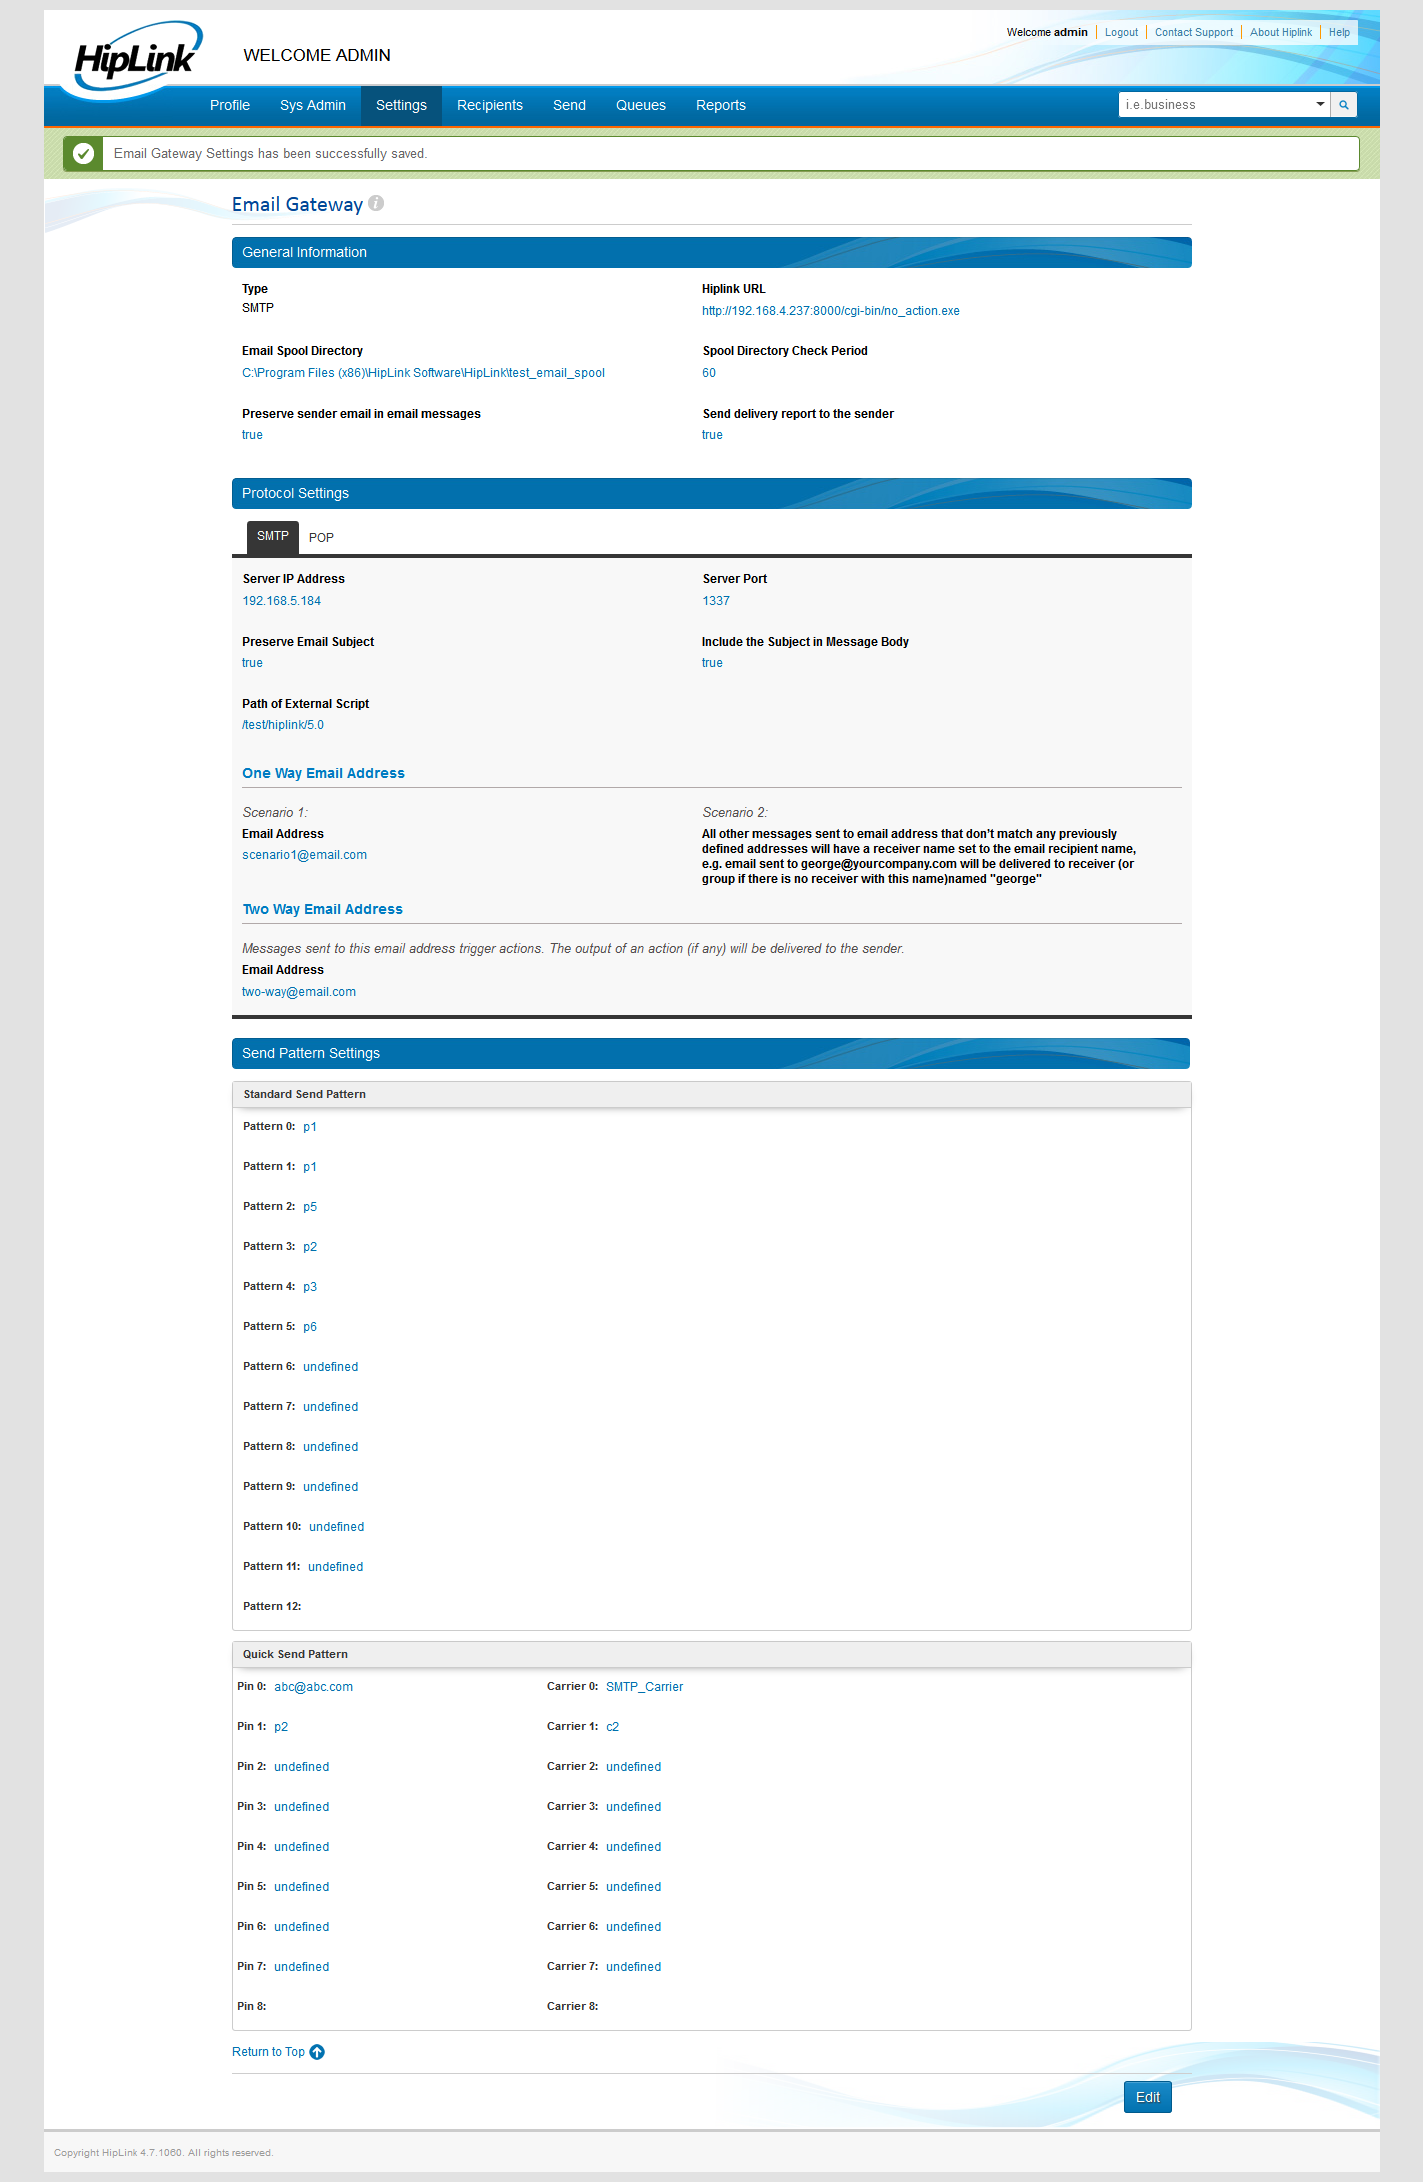 HipLink
WELCOME ADMIN
Welcome admin Logout Contact Support About Hiplink Help
Profile Sys Admin Settings Recipients Send Queues Reports i.e.business
Email Gateway Settings has been successfully saved.
Email Gateway i
General Information
Type Hiplink URL
SMTP http://192.168.4.237:8000/cgi-bin/no_action.exe
Email Spool Directory Spool Directory Check Period
C:\Program Files (x86)\HipLink Software\HipLink\test_email_spool 60
Preserve sender email in email messages Send delivery report to the sender
true true
Protocol Settings
SMTP POP
Server IP Address Server Port
192.168.5.184 1337
Preserve Email Subject Include the Subject in Message Body
true true
Path of External Script
/test/hiplink/5.0
One Way Email Address
Scenario 1: Scenario 2:
Email Address
scenario1@email.com
All other messages sent to email address that don't match any previously
defined addresses will have a receiver name set to the email recipient name,
e.g. email sent to george@yourcompany.com will be delivered to receiver (or
group if there is no receiver with this name)named "george"
Two Way Email Address
Messages sent to this email address trigger actions. The output of an action (if any) will be delivered to the sender.
Email Address
two-way@email.com
Send Pattern Settings
Standard Send Pattern
Pattern 0: p1
Pattern 1: p1
Pattern 2: p5
Pattern 3: p2
Pattern 4: p3
Pattern 5: p6
Pattern 6: undefined
Pattern 7: undefined
Pattern 8: undefined
Pattern 9: undefined
Pattern 10: undefined
Pattern 11: undefined
Pattern 12:
Quick Send Pattern
Pin 0: abc@abc.com Carrier 0: SMTP_Carrier
Pin 1: p2 Carrier 1: c2
Pin 2: undefined Carrier 2: undefined
Pin 3: undefined Carrier 3: undefined
Pin 4: undefined Carrier 4: undefined
Pin 5: undefined Carrier 5: undefined
Pin 6: undefined Carrier 6: undefined
Pin 7: undefined Carrier 7: undefined
Pin 8: Carrier 8:
Return to Top
Edit
Copyright HipLink 4.7.1060. All rights reserved.